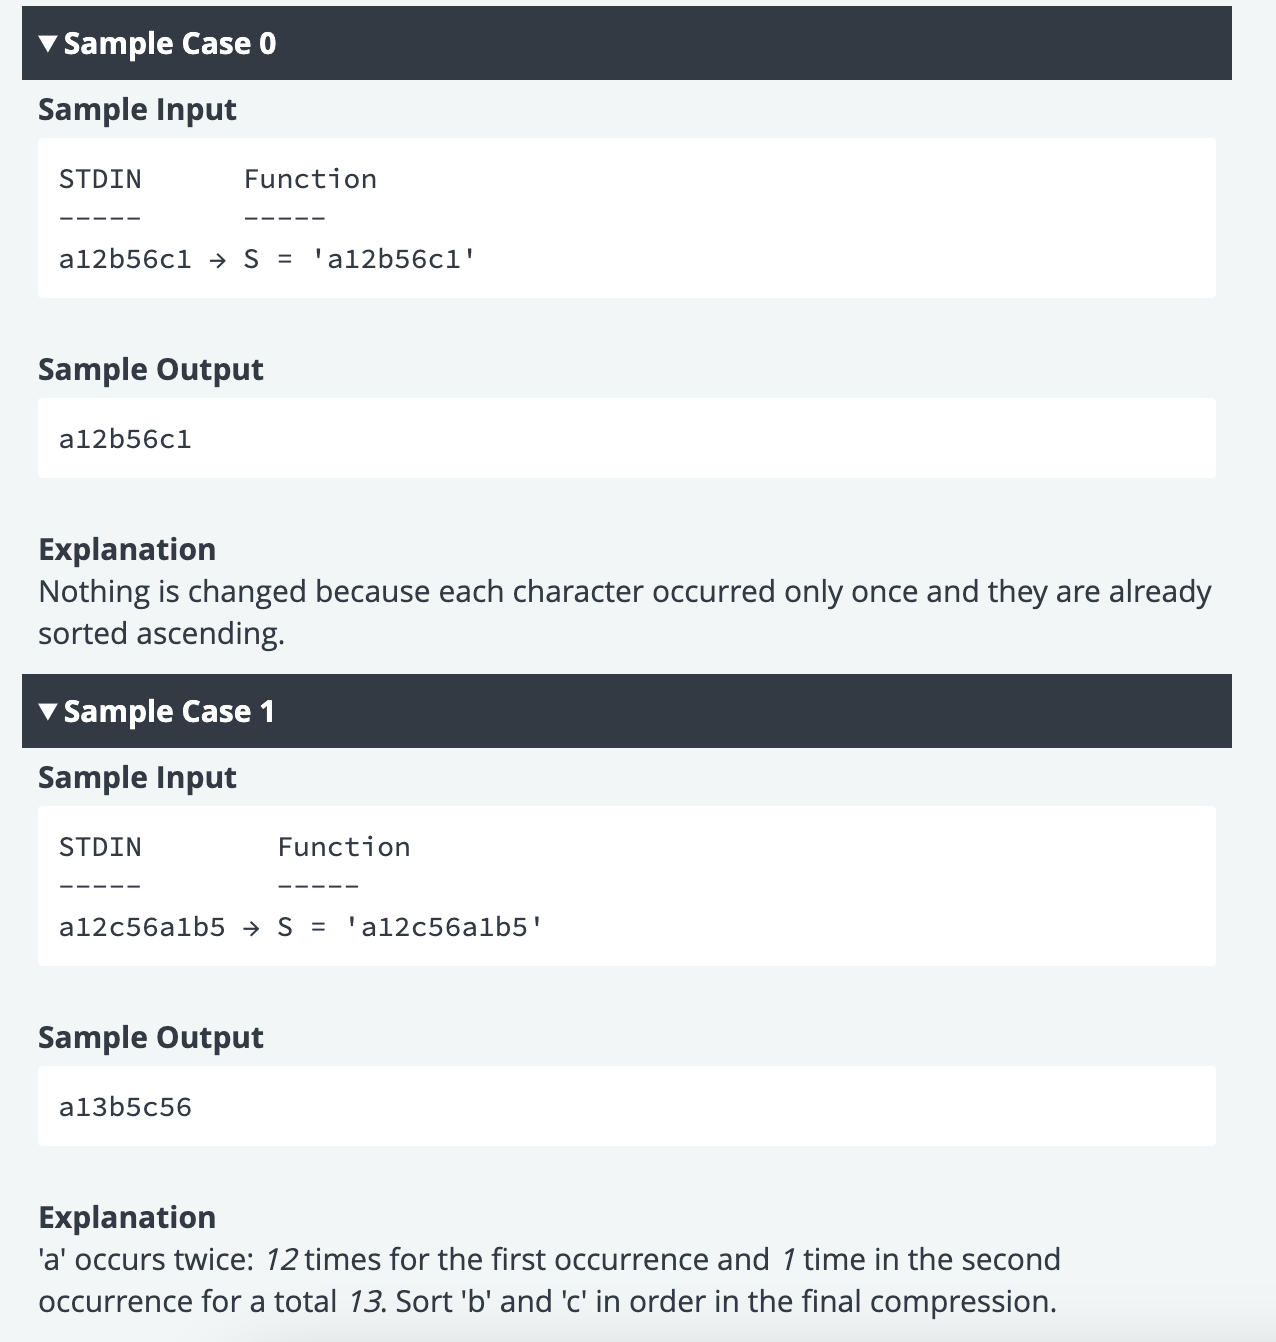 ▼ Sample Case 0
Sample Input
STDIN      Function
-----      -----
a12b56c1 → S = 'a12b56c1'
Sample Output
a12b56c1
Explanation
Nothing is changed because each character occurred only once and they are already
sorted ascending.
▼ Sample Case 1
Sample Input
STDIN        Function
-----        -----
a12c56a1b5 → S = 'a12c56a1b5'
Sample Output
a13b5c56
Explanation
'a' occurs twice: 12 times for the first occurrence and 1 time in the second
occurrence for a total 13. Sort 'b' and 'c' in order in the final compression.